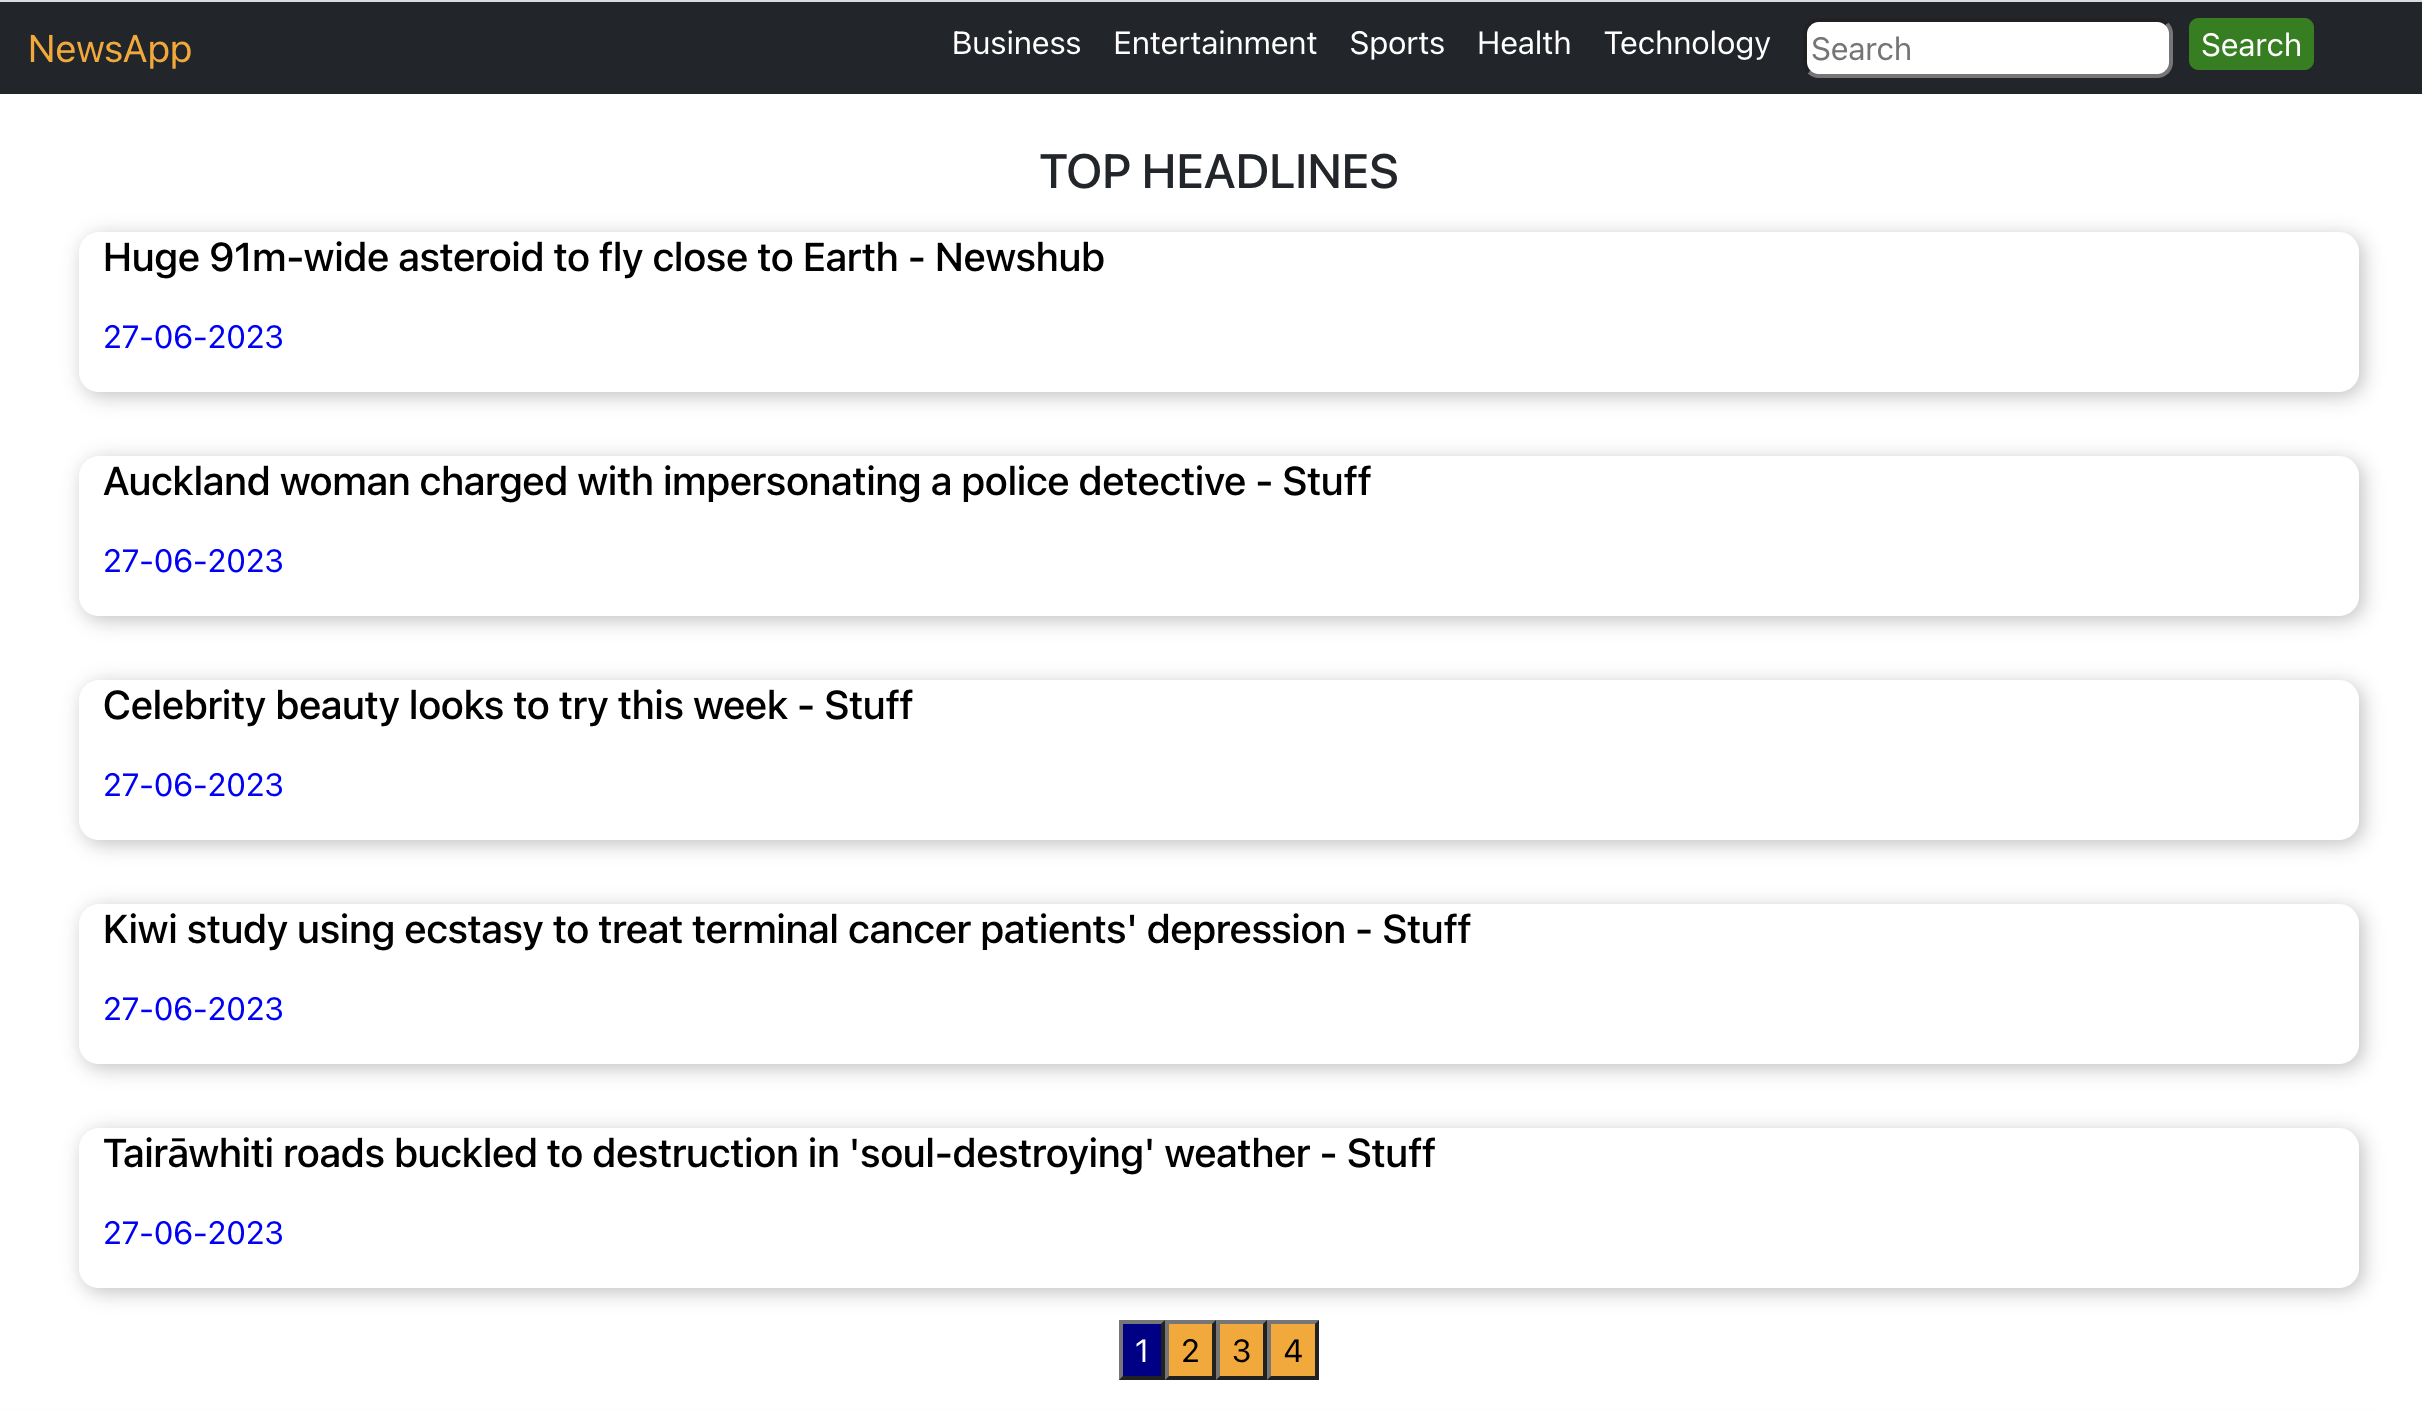 NewsApp
Business Entertainment Sports Health Technology Search Search
TOP HEADLINES
Huge 91m-wide asteroid to fly close to Earth - Newshub
27-06-2023
Auckland woman charged with impersonating a police detective - Stuff
27-06-2023
Celebrity beauty looks to try this week - Stuff
27-06-2023
Kiwi study using ecstasy to treat terminal cancer patients' depression - Stuff
27-06-2023
Tairāwhiti roads buckled to destruction in 'soul-destroying' weather - Stuff
27-06-2023
1 2 3 4